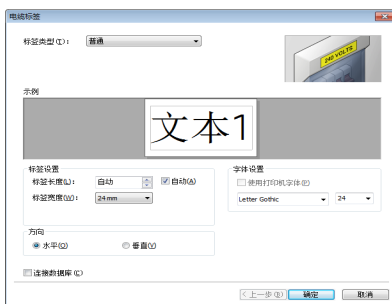 电缆标签
标签类型(T): 普通
240 VOLTS
示例
文本1
标签设置
标签长度(L): 自动 自动(A)
标签宽度(W): 24 mm
字体设置
使用打印机字体(P)
Letter Gothic 24
方向
水平(O) 垂直(V)
连接数据库(C)
<上一步(B) 确定 取消